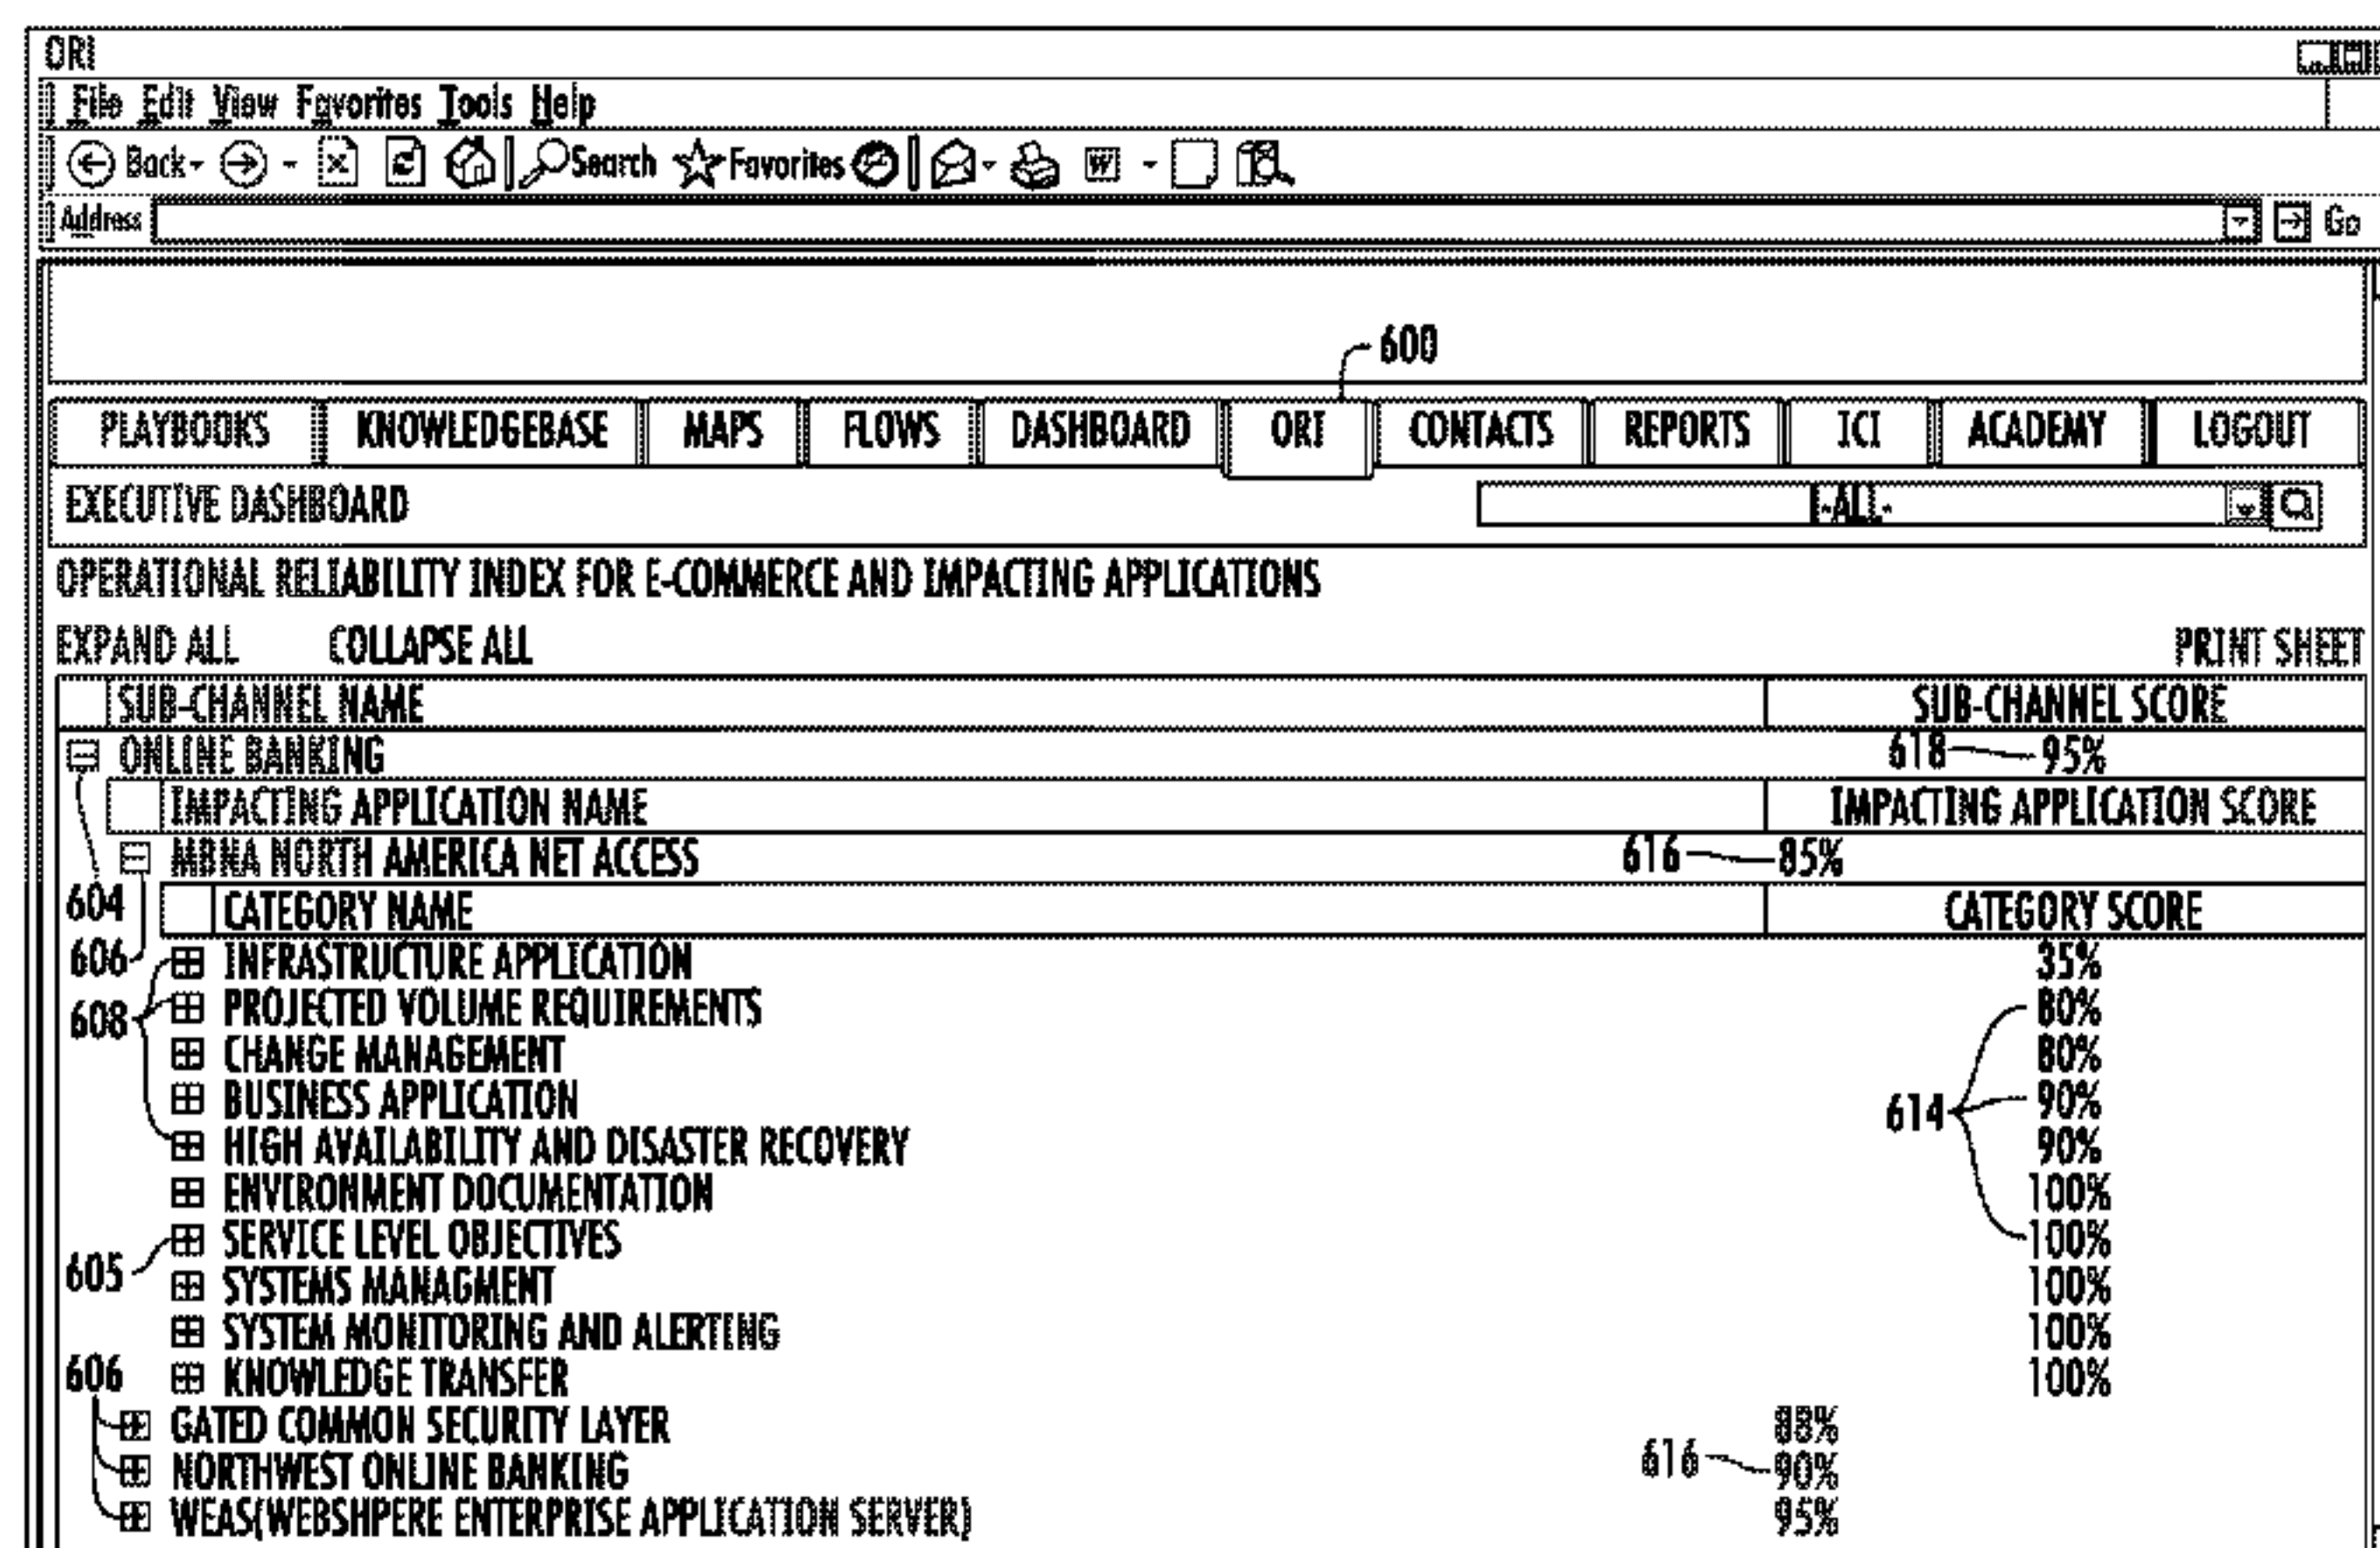 ORI
File Edit View Favorites Tools Help
Back Search Favorites W
Address Go
600
PLAYBOOKS KNOWLEDGEBASE MAPS FLOWS DASHBOARD ORI CONTACTS REPORTS ICI ACADEMY LOGOUT
EXECUTIVE DASHBOARD -ALL-
OPERATIONAL RELIABILITY INDEX FOR E-COMMERCE AND IMPACTING APPLICATIONS
EXPAND ALL COLLAPSE ALL PRINT SHEET
SUB-CHANNEL NAME SUB-CHANNEL SCORE
ONLINE BANKING 618 95%
IMPACTING APPLICATION NAME IMPACTING APPLICATION SCORE
MBNA NORTH AMERICA NET ACCESS 616 85%
604 CATEGORY NAME CATEGORY SCORE
606 INFRASTRUCTURE APPLICATION 35%
608 PROJECTED VOLUME REQUIREMENTS 80%
CHANGE MANAGEMENT 80%
BUSINESS APPLICATION 614 90%
HIGH AVAILABILITY AND DISASTER RECOVERY 90%
ENVIRONMENT DOCUMENTATION 100%
SERVICE LEVEL OBJECTIVES 100%
605 SYSTEMS MANAGMENT 100%
SYSTEM MONITORING AND ALERTING 100%
606 KNOWLEDGE TRANSFER 100%
GATED COMMON SECURITY LAYER 88%
NORTHWEST ONLINE BANKING 616 90%
WEAS(WEBSHPERE ENTERPRISE APPLICATION SERVER) 95%